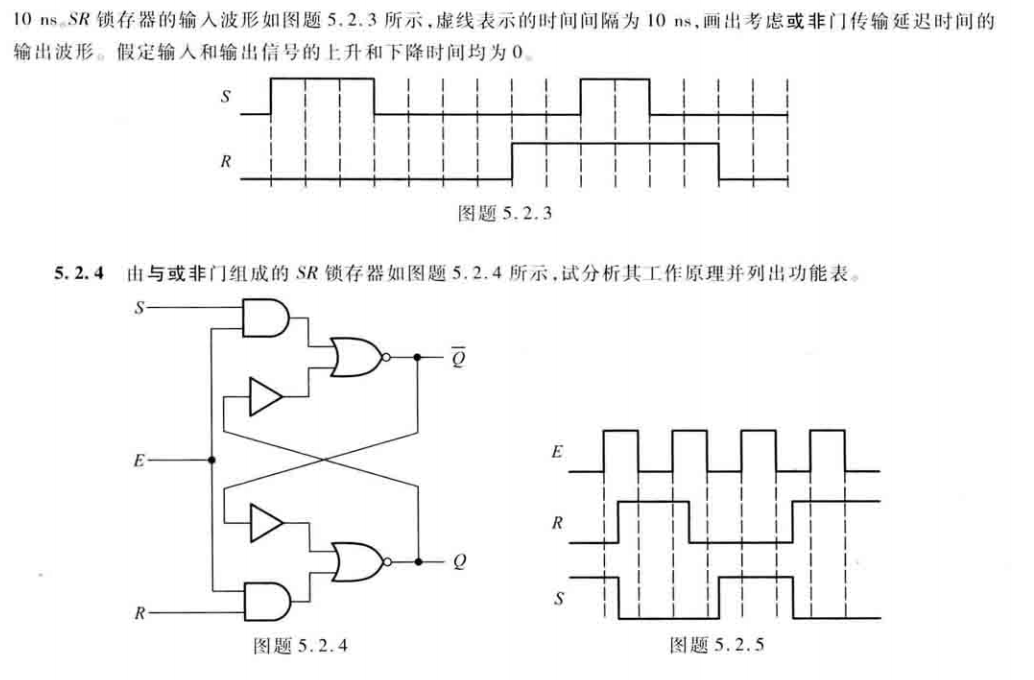 10 ns。SR 锁存器的输入波形如图题 5.2.3 所示,虚线表示的时间间隔为 10 ns,画出考虑或非门传输延迟时间的
输出波形。假定输入和输出信号的上升和下降时间均为 0。
S
R
图题 5.2.3
5.2.4 由与或非门组成的 SR 锁存器如图题 5.2.4 所示,试分析其工作原理并列出功能表。
S
Q̅
E
Q
R
图题 5.2.4
E
R
S
图题 5.2.5